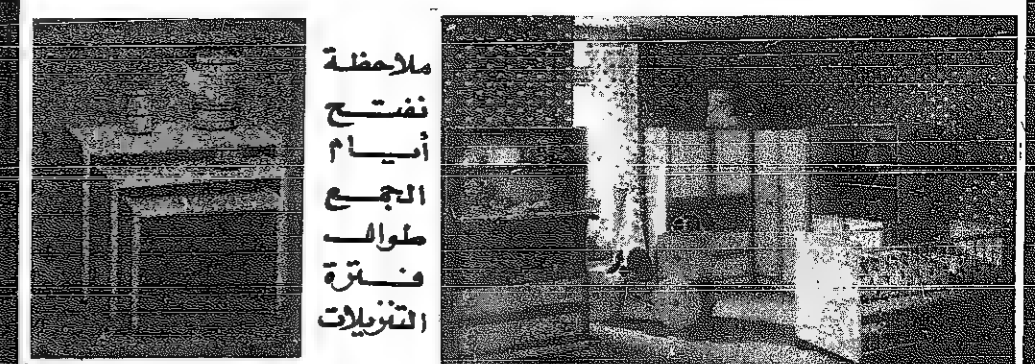 ملاحظة
نفتح
أيام
الجمع
طوال
فترة
التنزيلات